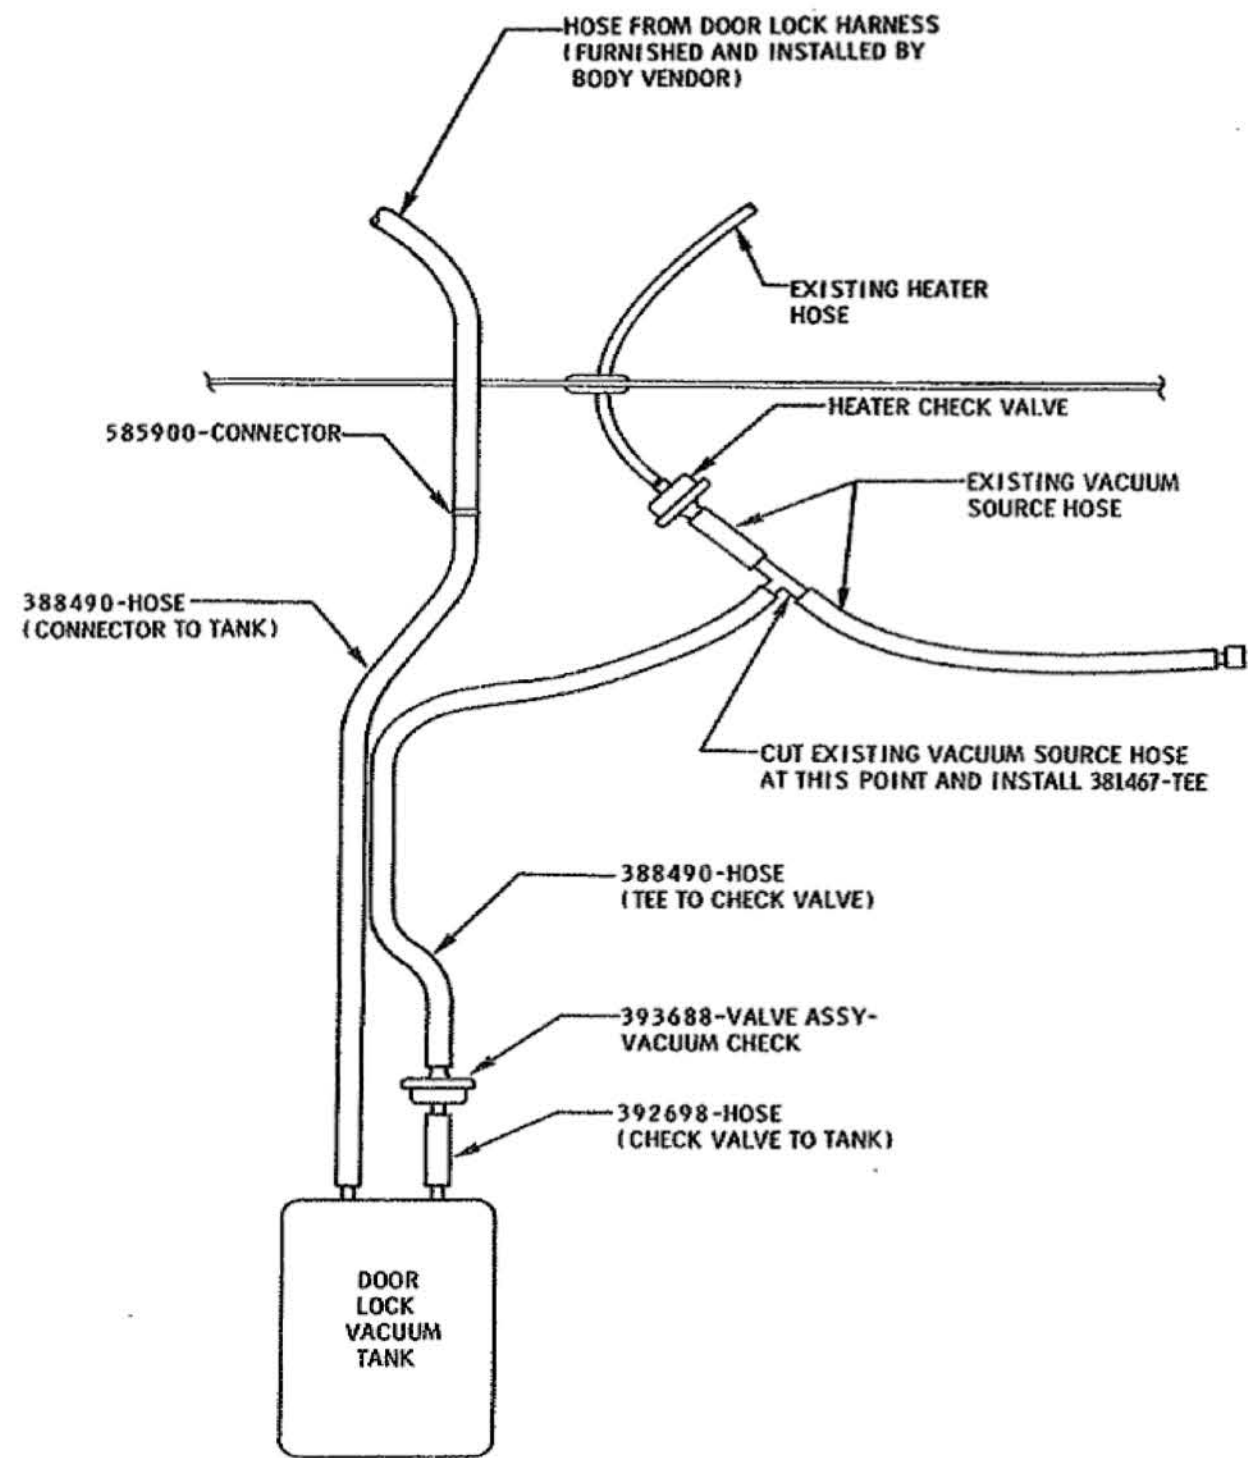 HOSE FROM DOOR LOCK HARNESS
(FURNISHED AND INSTALLED BY
BODY VENDOR)
EXISTING HEATER
HOSE
HEATER CHECK VALVE
585900-CONNECTOR
EXISTING VACUUM
SOURCE HOSE
388490-HOSE
(CONNECTOR TO TANK)
CUT EXISTING VACUUM SOURCE HOSE
AT THIS POINT AND INSTALL 381467-TEE
388490-HOSE
(TEE TO CHECK VALVE)
393688-VALVE ASSY-
VACUUM CHECK
392698-HOSE
(CHECK VALVE TO TANK)
DOOR
LOCK
VACUUM
TANK